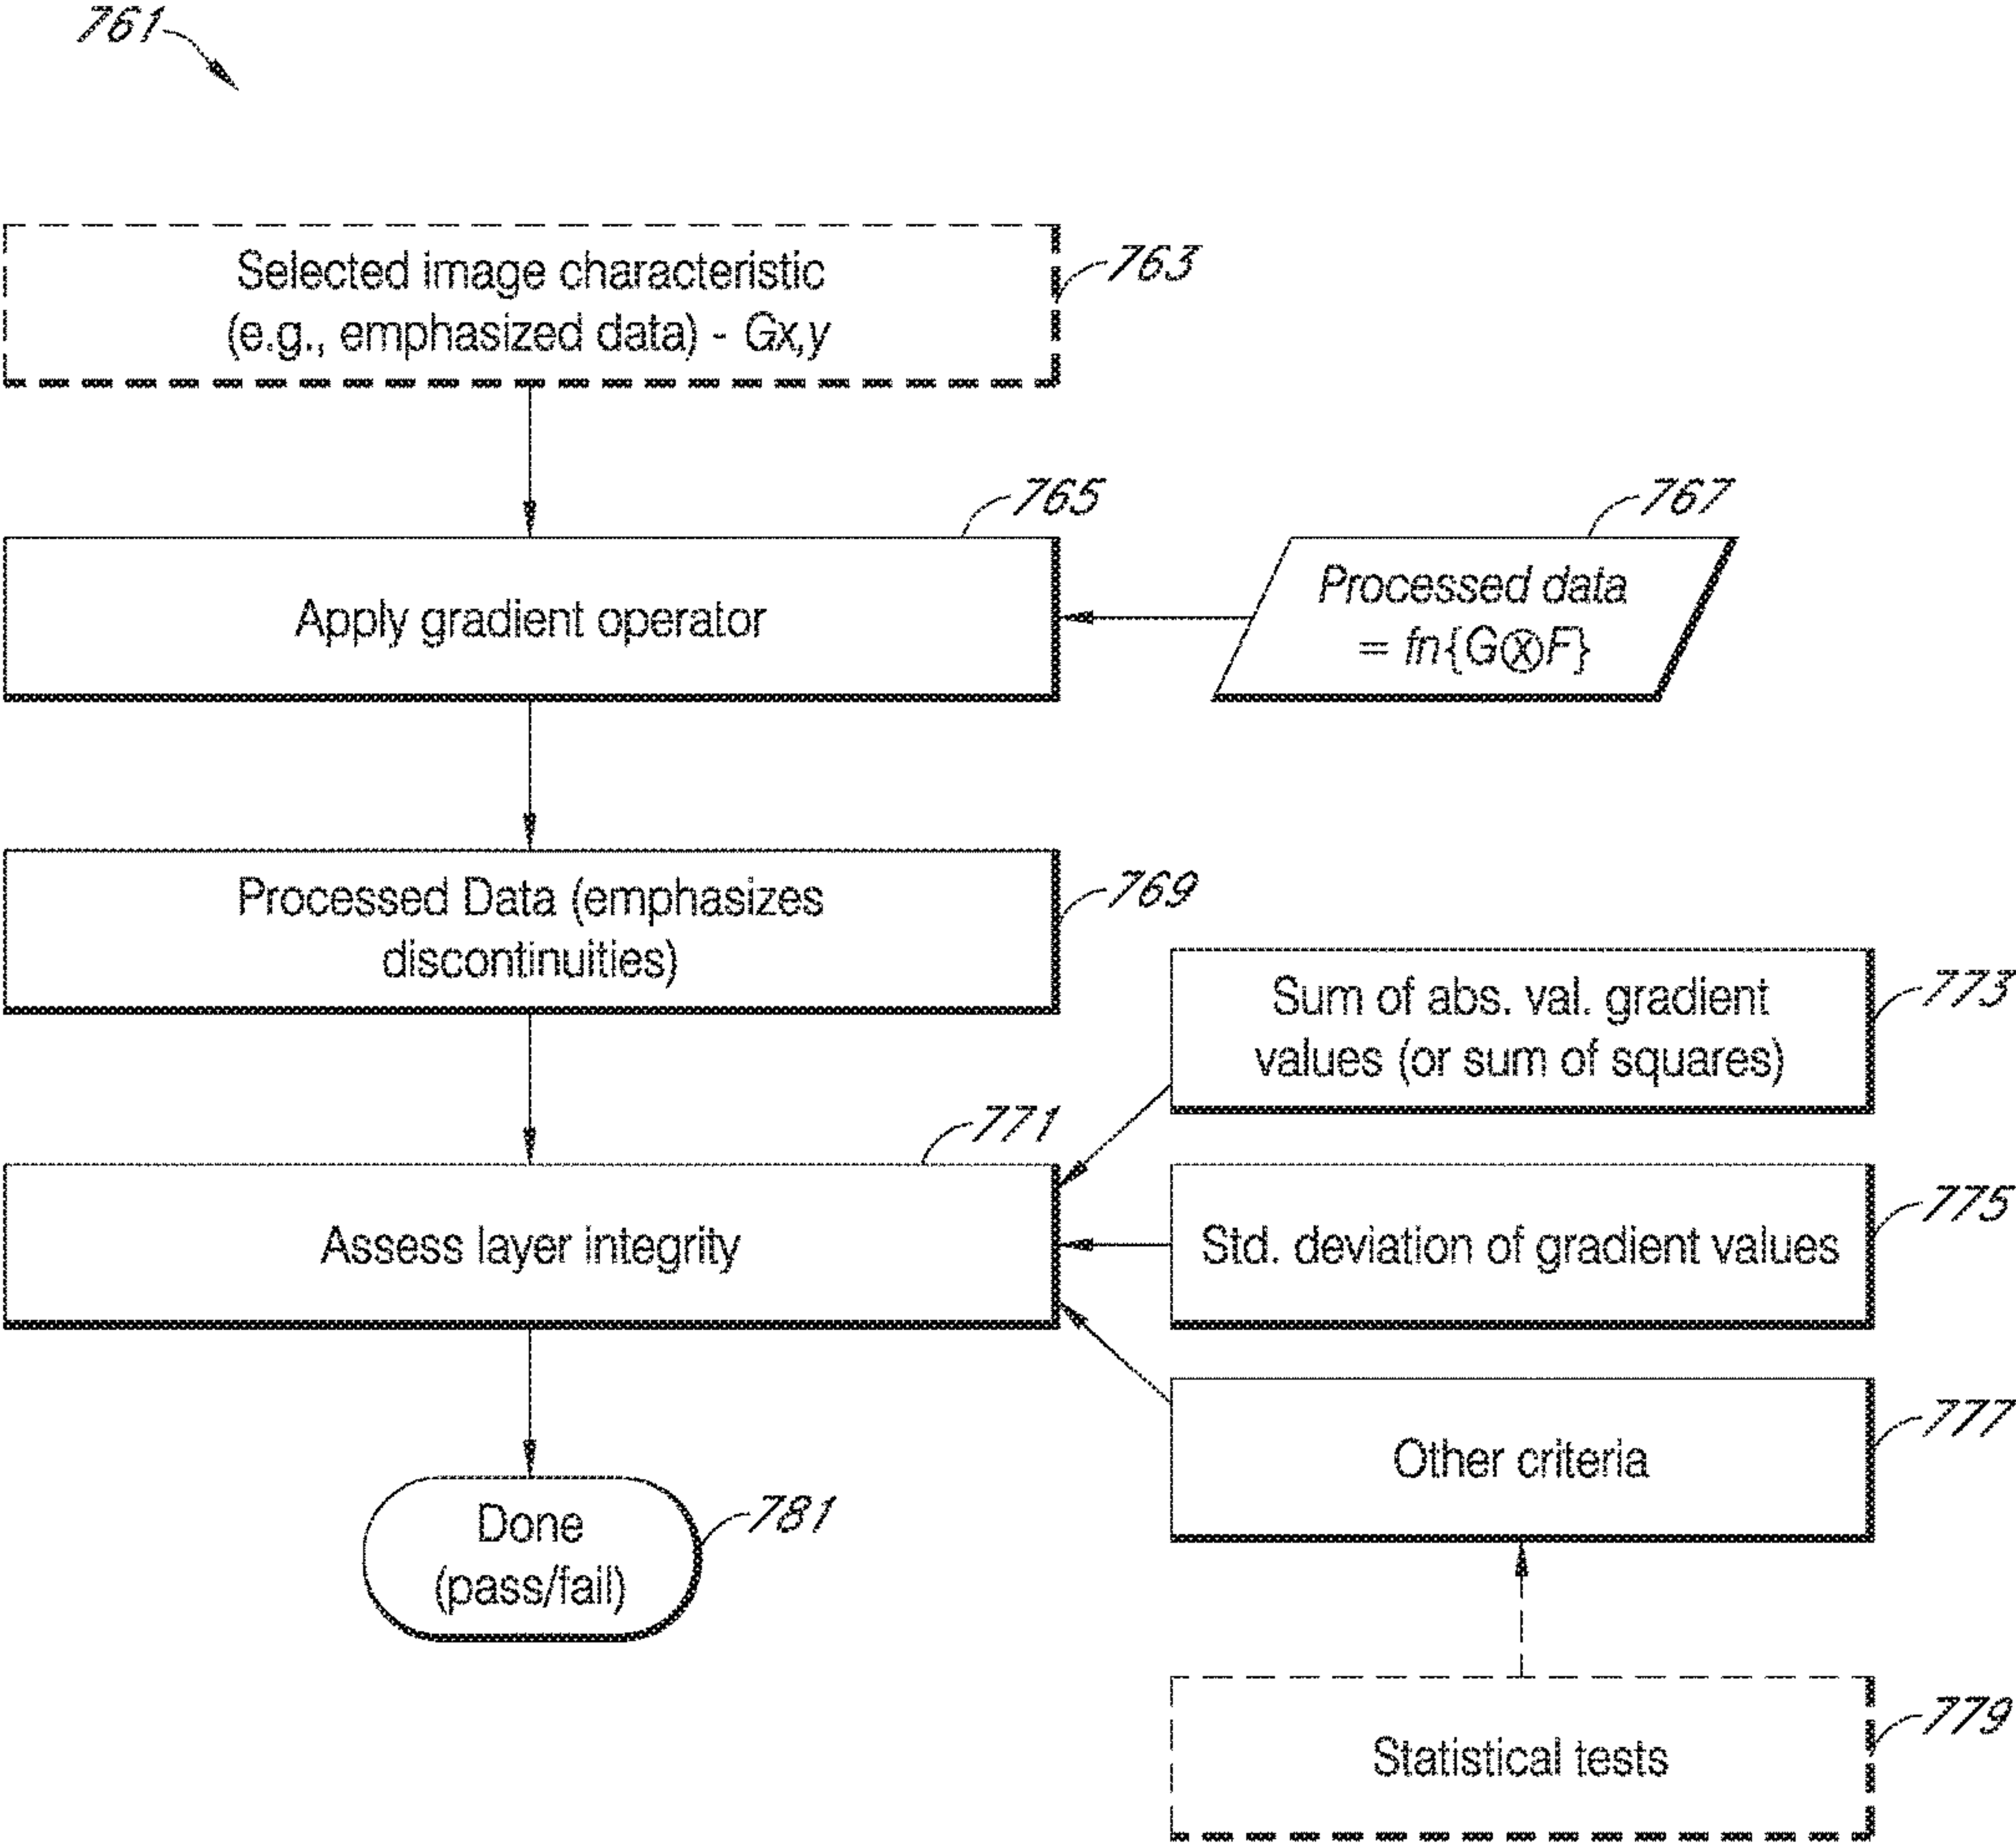 761
Selected image characteristic
(e.g., emphasized data) - Gx,y
763
765
Apply gradient operator
767
Processed data
= fn{G⊗F}
Processed Data (emphasizes
discontinuities)
769
Sum of abs. val. gradient
values (or sum of squares)
773
771
Assess layer integrity
Std. deviation of gradient values
775
Other criteria
777
Done
(pass/fail)
781
Statistical tests
779